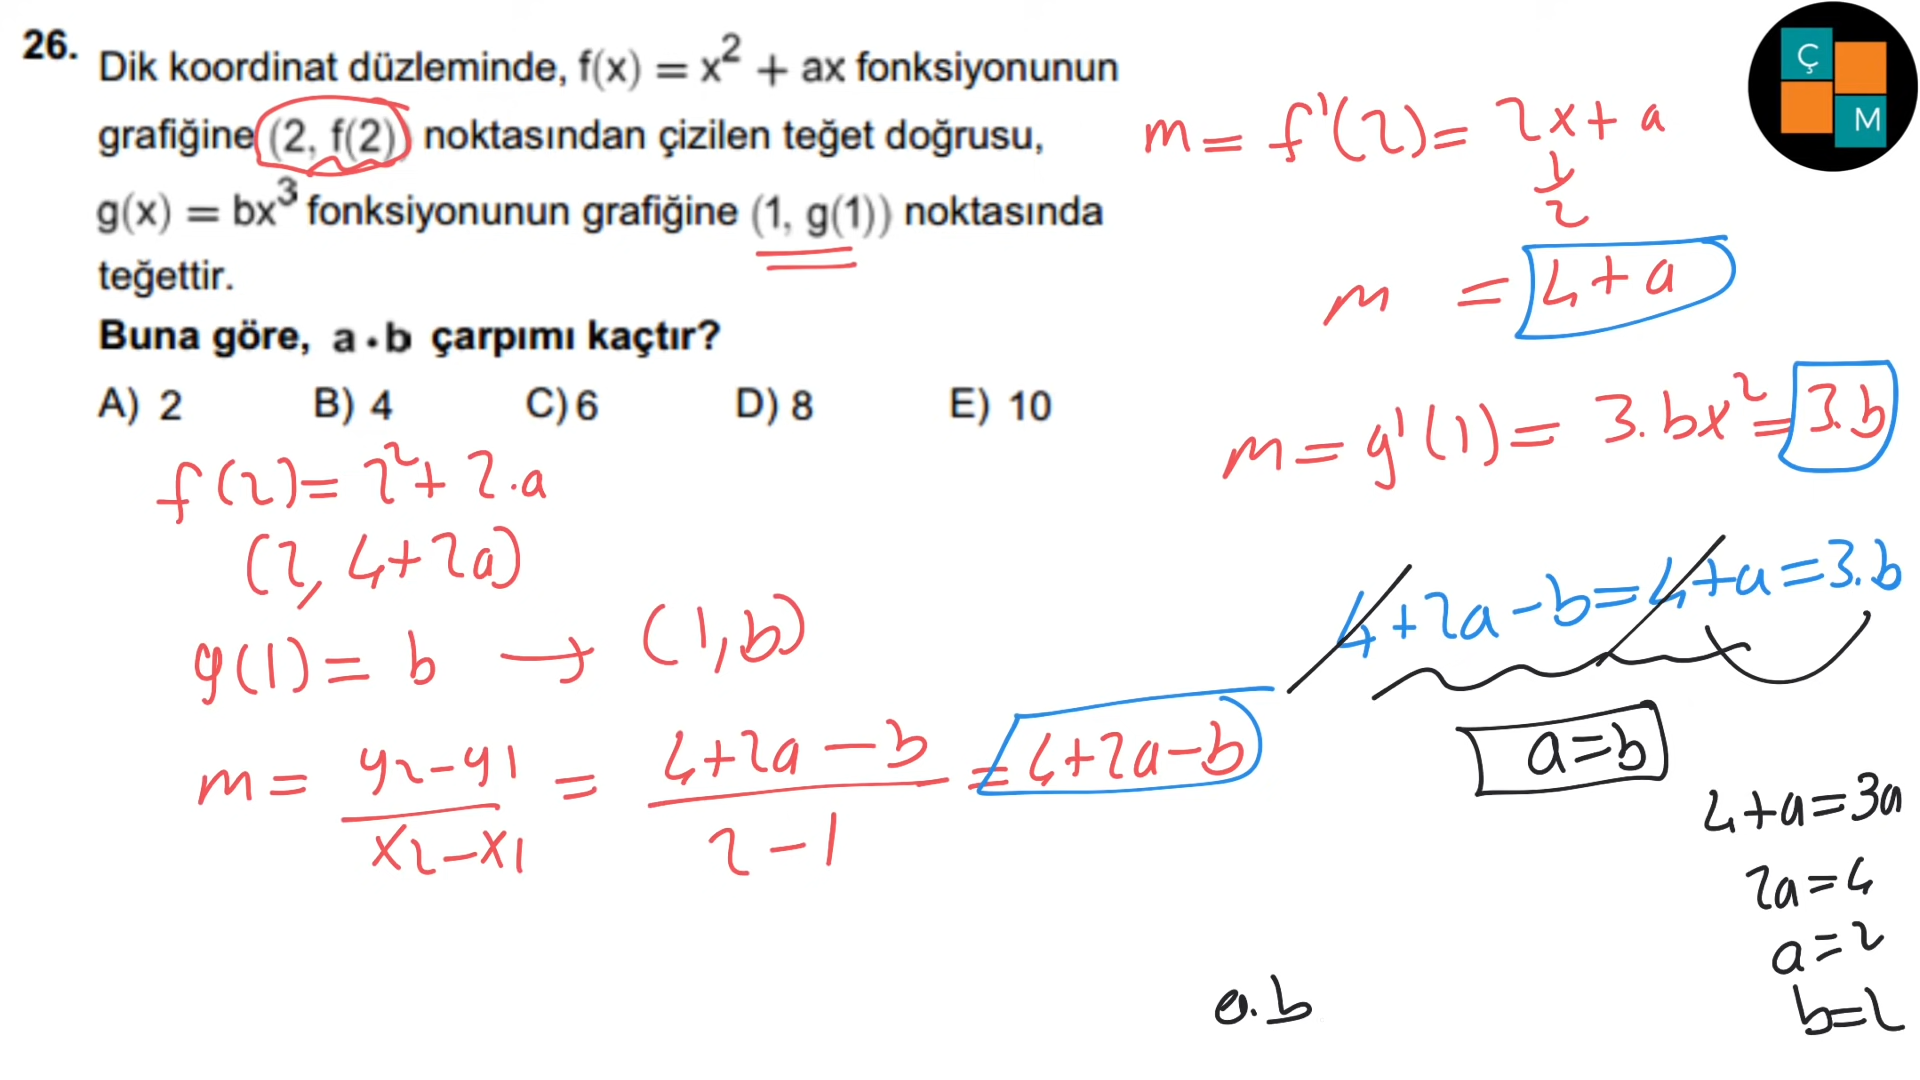 26. Dik koordinat düzleminde, f(x) = x² + ax fonksiyonunun
grafiğine (2, f(2)) noktasından çizilen teğet doğrusu,
g(x) = bx³ fonksiyonunun grafiğine (1, g(1)) noktasında
teğettir.
Buna göre, a • b çarpımı kaçtır?
A) 2 B) 4 C) 6 D) 8 E) 10
f(2) = 2² + 2.a
(2, 4+2a)
g(1) = b → (1, b)
m = y2-y1 / x2-x1 = 4+2a-b / 2-1 = 4+2a-b
Ç
M
m = f'(2) = 2x + a
↓
2
m = 4+a
m = g'(1) = 3.bx² = 3.b
4+2a-b = 4+a = 3.b
a=b
4+a=3a
2a=4
a=2
b=2
a.b